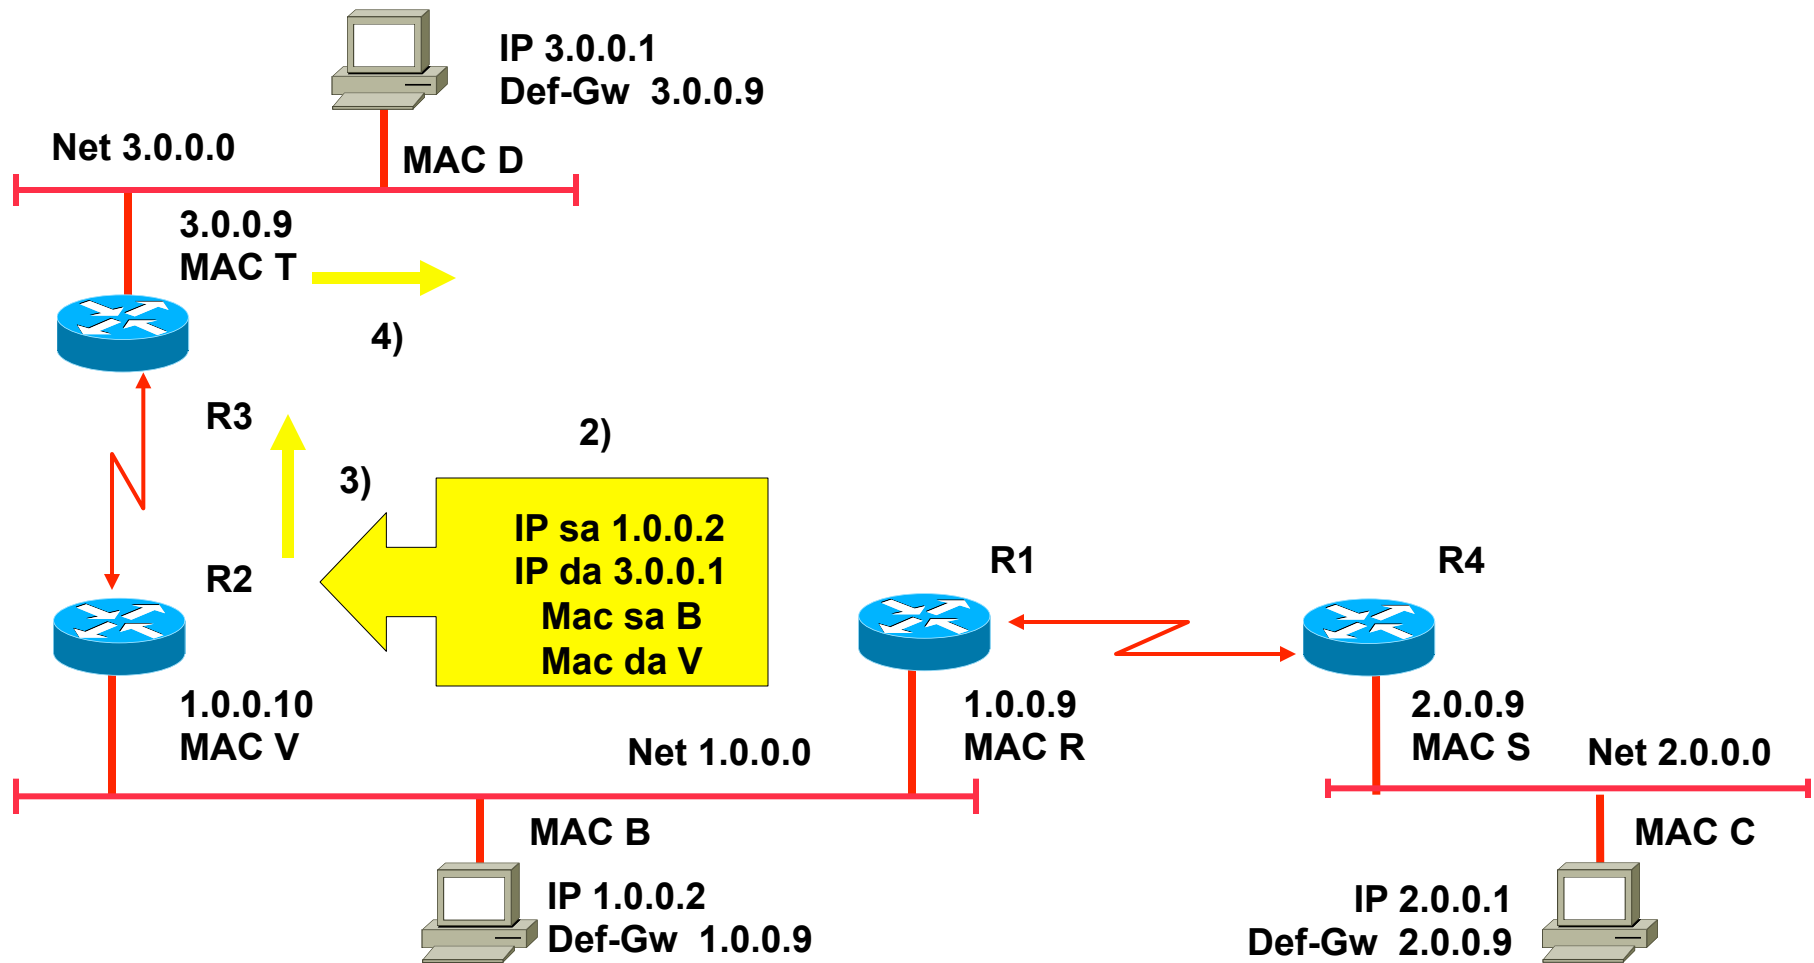 IP 3.0.0.1
Def-Gw 3.0.0.9
Net 3.0.0.0
MAC D
3.0.0.9
MAC T
4)
R3
2)
3)
IP sa 1.0.0.2
IP da 3.0.0.1
Mac sa B
Mac da V
R2
R1
R4
1.0.0.10
MAC V
1.0.0.9
MAC R
2.0.0.9
MAC S
Net 1.0.0.0
Net 2.0.0.0
MAC B
MAC C
IP 1.0.0.2
Def-Gw 1.0.0.9
IP 2.0.0.1
Def-Gw 2.0.0.9